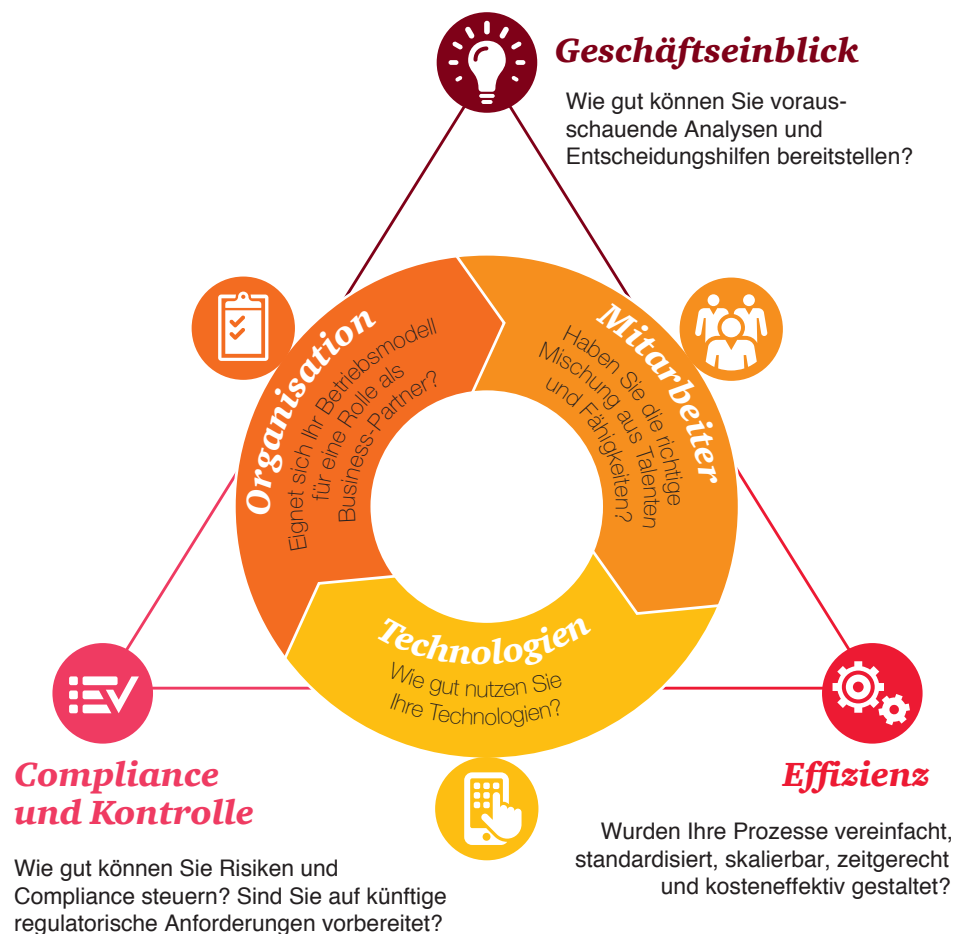 Geschäftseinblick
Wie gut können Sie voraus-
schauende Analysen und
Entscheidungshilfen bereitstellen?
Organisation
Eignet sich Ihr Betriebsmodell
für eine Rolle als
Business-Partner?
Mitarbeiter
Haben Sie die richtige
Mischung aus Talenten
und Fähigkeiten?
Technologien
Wie gut nutzen Sie
Ihre Technologien?
Compliance
und Kontrolle
Wie gut können Sie Risiken und
Compliance steuern? Sind Sie auf künftige
regulatorische Anforderungen vorbereitet?
Effizienz
Wurden Ihre Prozesse vereinfacht,
standardisiert, skalierbar, zeitgerecht
und kosteneffektiv gestaltet?